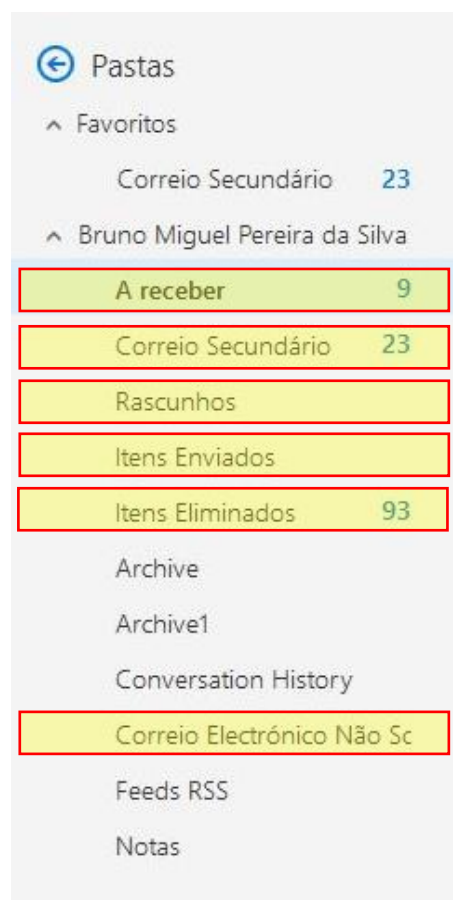 Pastas
Favoritos
Correio Secundário 23
Bruno Miguel Pereira da Silva
A receber 9
Correio Secundário 23
Rascunhos
Itens Enviados
Itens Eliminados 93
Archive
Archive1
Conversation History
Correio Electrónico Não Sc
Feeds RSS
Notas